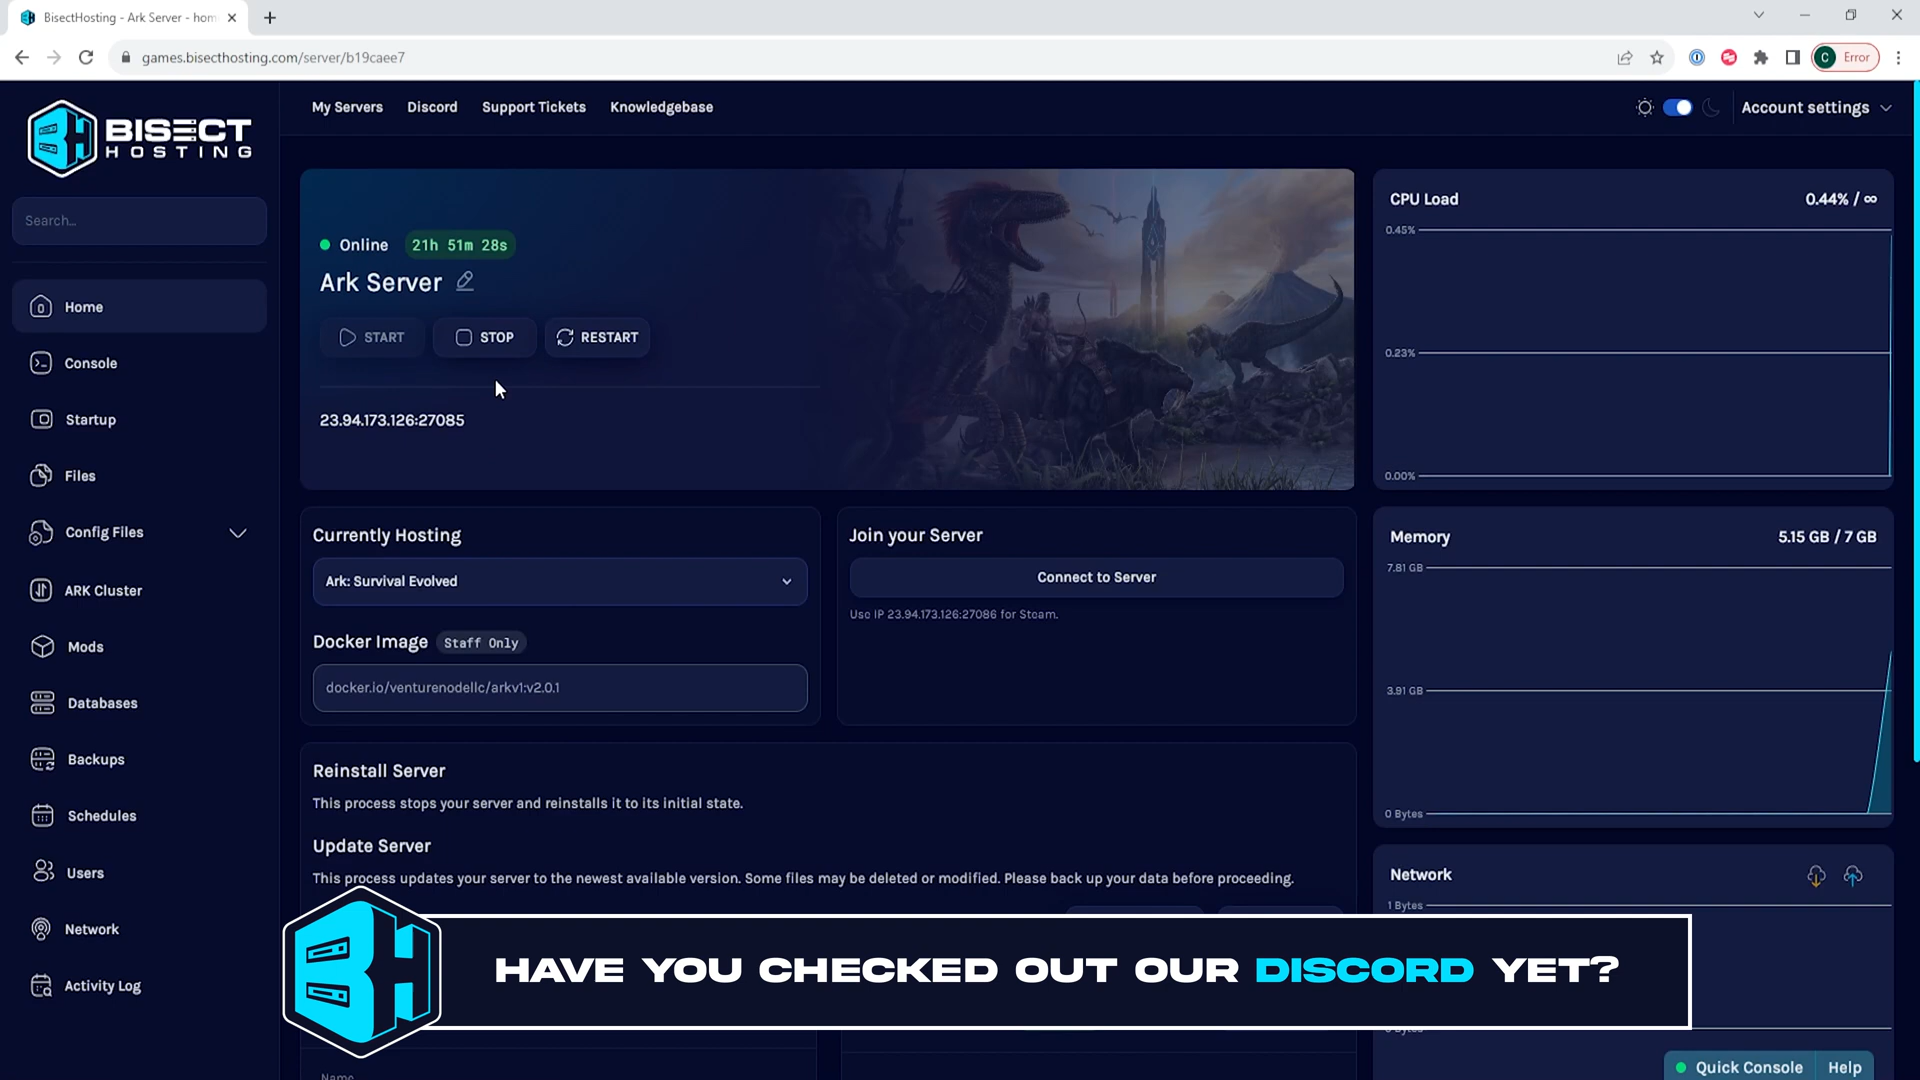 BisectHosting - Ark Server - hom
games.bisecthosting.com/server/b19caee7
C Error
BISECT
HOSTING
My Servers Discord Support Tickets Knowledgebase
Account settings
Search...
Home
Console
Startup
Files
Config Files
ARK Cluster
Mods
Databases
Backups
Schedules
Users
Network
Activity Log
Online 21h 51m 28s
Ark Server
START STOP RESTART
23.94.173.126:27085
Currently Hosting
Ark: Survival Evolved
Docker Image Staff Only
docker.io/venturenodellc/arkv1:v2.0.1
Join your Server
Connect to Server
Use IP 23.94.173.126:27086 for Steam.
Reinstall Server
This process stops your server and reinstalls it to its initial state.
Update Server
This process updates your server to the newest available version. Some files may be deleted or modified. Please back up your data before proceeding.
CPU Load 0.44% / ∞
0.45%
0.23%
0.00%
Memory 5.15 GB / 7 GB
7.81 GB
3.91 GB
0 Bytes
Network
1 Bytes
HAVE YOU CHECKED OUT OUR DISCORD YET?
Name
Quick Console Help